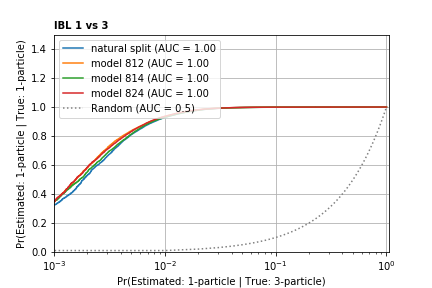 IBL 1 vs 3
Pr(Estimated: 1-particle | True: 1-particle)
1.4
1.2
1.0
0.8
0.6
0.4
0.2
0.0
natural split (AUC = 1.00
model 812 (AUC = 1.00
model 814 (AUC = 1.00
model 824 (AUC = 1.00
Random (AUC = 0.5)
10⁻³ 10⁻² 10⁻¹ 10⁰
Pr(Estimated: 1-particle | True: 3-particle)